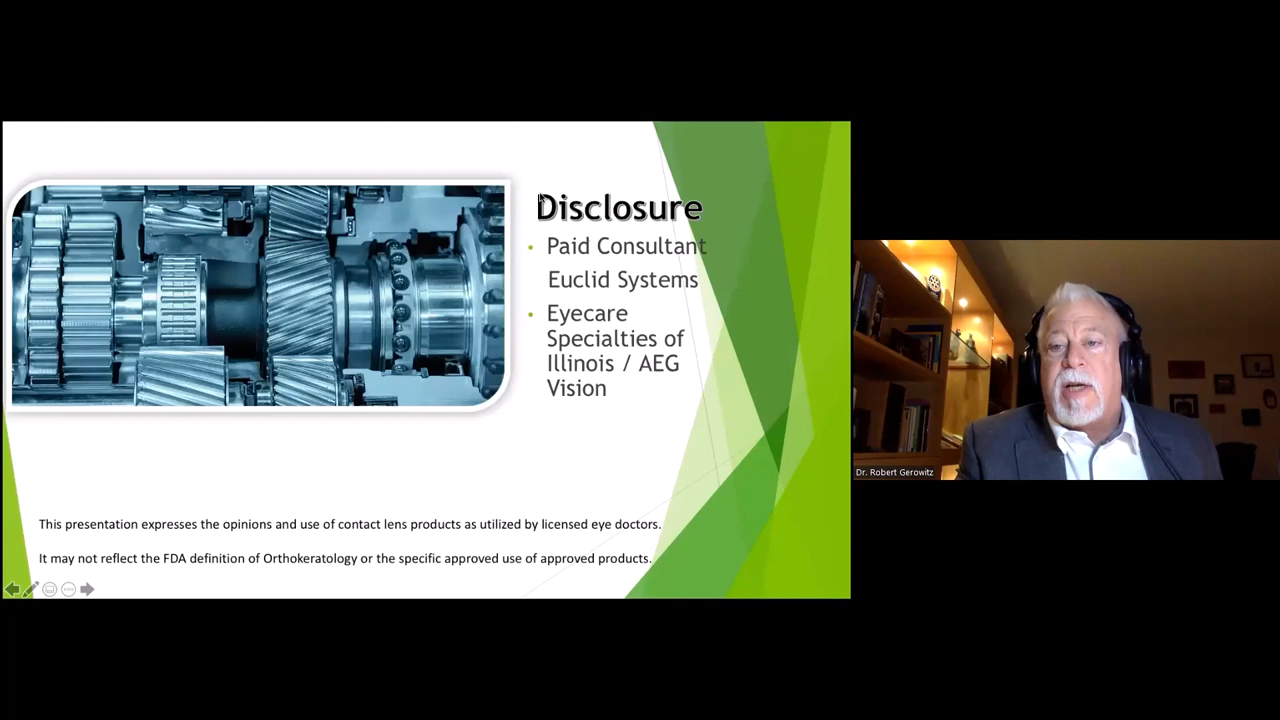 Disclosure
• Paid Consultant
Euclid Systems
• Eyecare
Specialties of
Illinois / AEG
Vision
This presentation expresses the opinions and use of contact lens products as utilized by licensed eye doctors.
It may not reflect the FDA definition of Orthokeratology or the specific approved use of approved products.
Dr. Robert Gerowitz